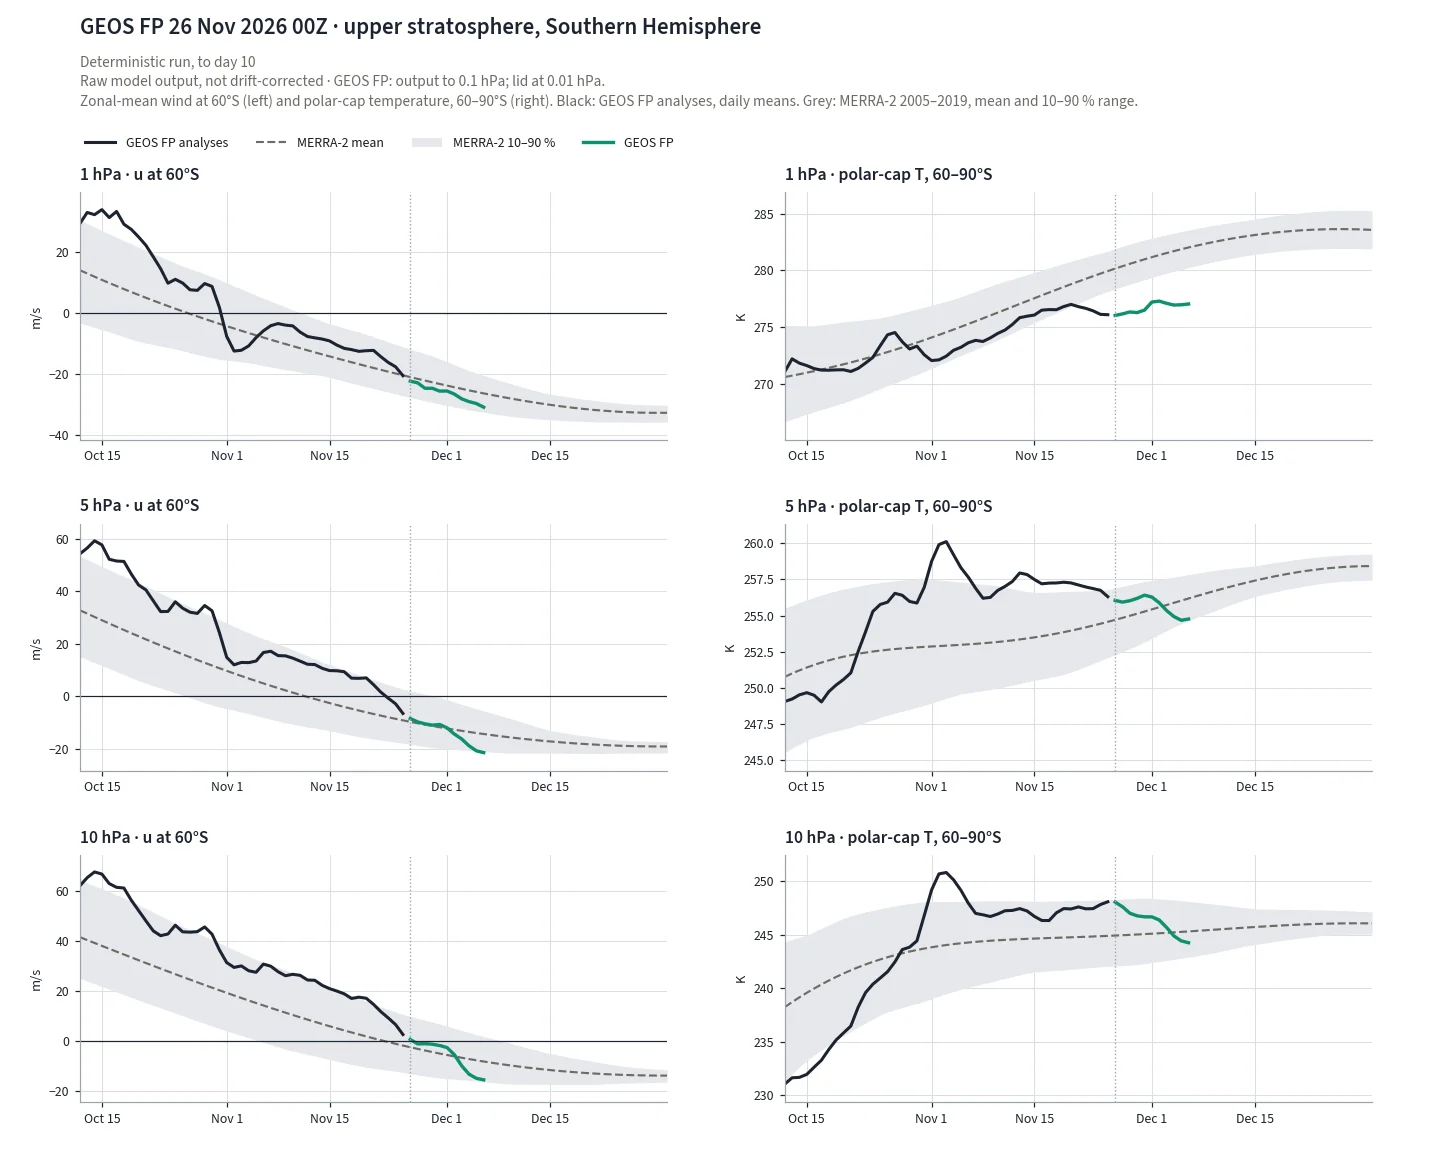 GEOS FP 26 Nov 2026 00Z · upper stratosphere, Southern Hemisphere
Deterministic run, to day 10
Raw model output, not drift-corrected · GEOS FP: output to 0.1 hPa; lid at 0.01 hPa.
Zonal-mean wind at 60°S (left) and polar-cap temperature, 60–90°S (right). Black: GEOS FP analyses, daily means. Grey: MERRA-2 2005–2019, mean and 10–90 % range.
GEOS FP analyses MERRA-2 mean MERRA-2 10–90 % GEOS FP
1 hPa · u at 60°S
20
0
−20
−40
m/s
Oct 15 Nov 1 Nov 15 Dec 1 Dec 15
1 hPa · polar-cap T, 60–90°S
285
280
275
270
K
Oct 15 Nov 1 Nov 15 Dec 1 Dec 15
5 hPa · u at 60°S
60
40
20
0
−20
m/s
Oct 15 Nov 1 Nov 15 Dec 1 Dec 15
5 hPa · polar-cap T, 60–90°S
260.0
257.5
255.0
252.5
250.0
247.5
245.0
K
Oct 15 Nov 1 Nov 15 Dec 1 Dec 15
10 hPa · u at 60°S
60
40
20
0
−20
m/s
Oct 15 Nov 1 Nov 15 Dec 1 Dec 15
10 hPa · polar-cap T, 60–90°S
250
245
240
235
230
K
Oct 15 Nov 1 Nov 15 Dec 1 Dec 15